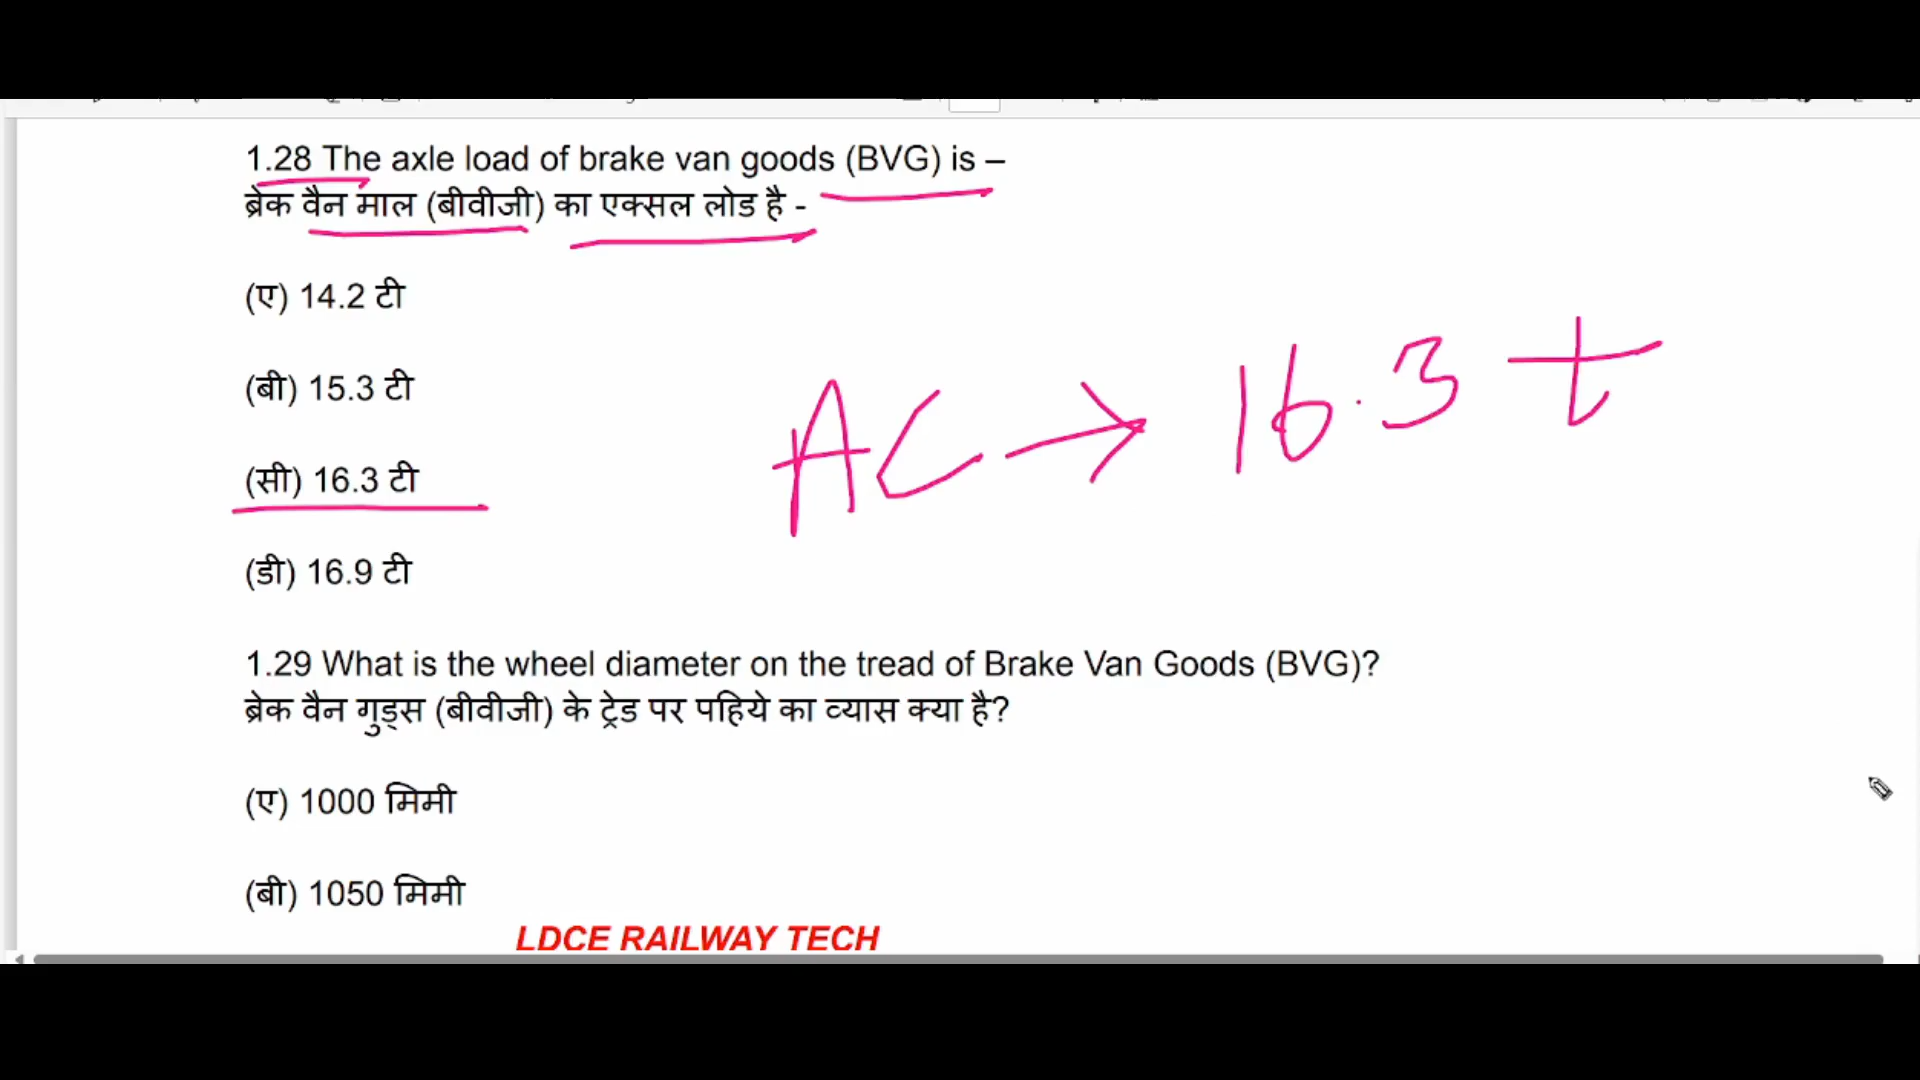 1.28 The axle load of brake van goods (BVG) is –
ब्रेक वैन माल (बीवीजी) का एक्सल लोड है -
(ए) 14.2 टी
(बी) 15.3 टी
(सी) 16.3 टी
(डी) 16.9 टी
AC → 16.3 t
1.29 What is the wheel diameter on the tread of Brake Van Goods (BVG)?
ब्रेक वैन गुड्स (बीवीजी) के ट्रेड पर पहिये का व्यास क्या है?
(ए) 1000 मिमी
(बी) 1050 मिमी
LDCE RAILWAY TECH